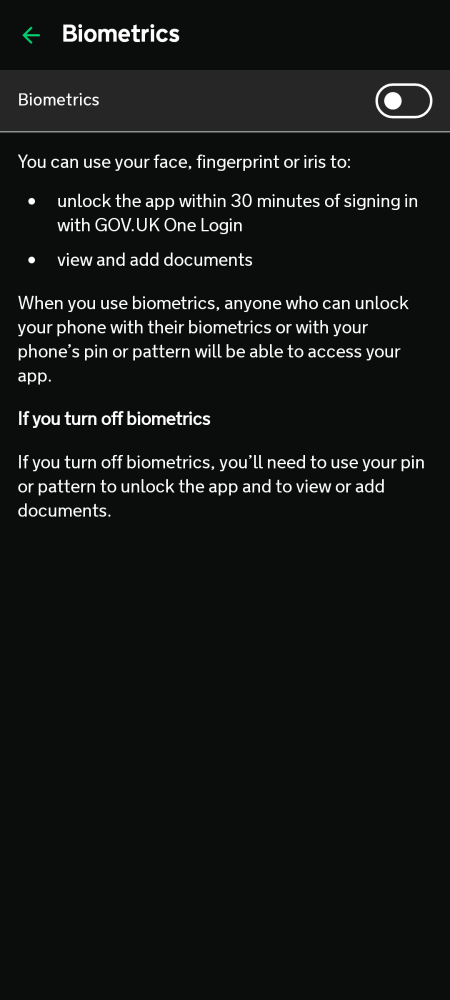 Biometrics
Biometrics
You can use your face, fingerprint or iris to:
• unlock the app within 30 minutes of signing in
with GOV.UK One Login
• view and add documents
When you use biometrics, anyone who can unlock
your phone with their biometrics or with your
phone’s pin or pattern will be able to access your
app.
If you turn off biometrics
If you turn off biometrics, you’ll need to use your pin
or pattern to unlock the app and to view or add
documents.